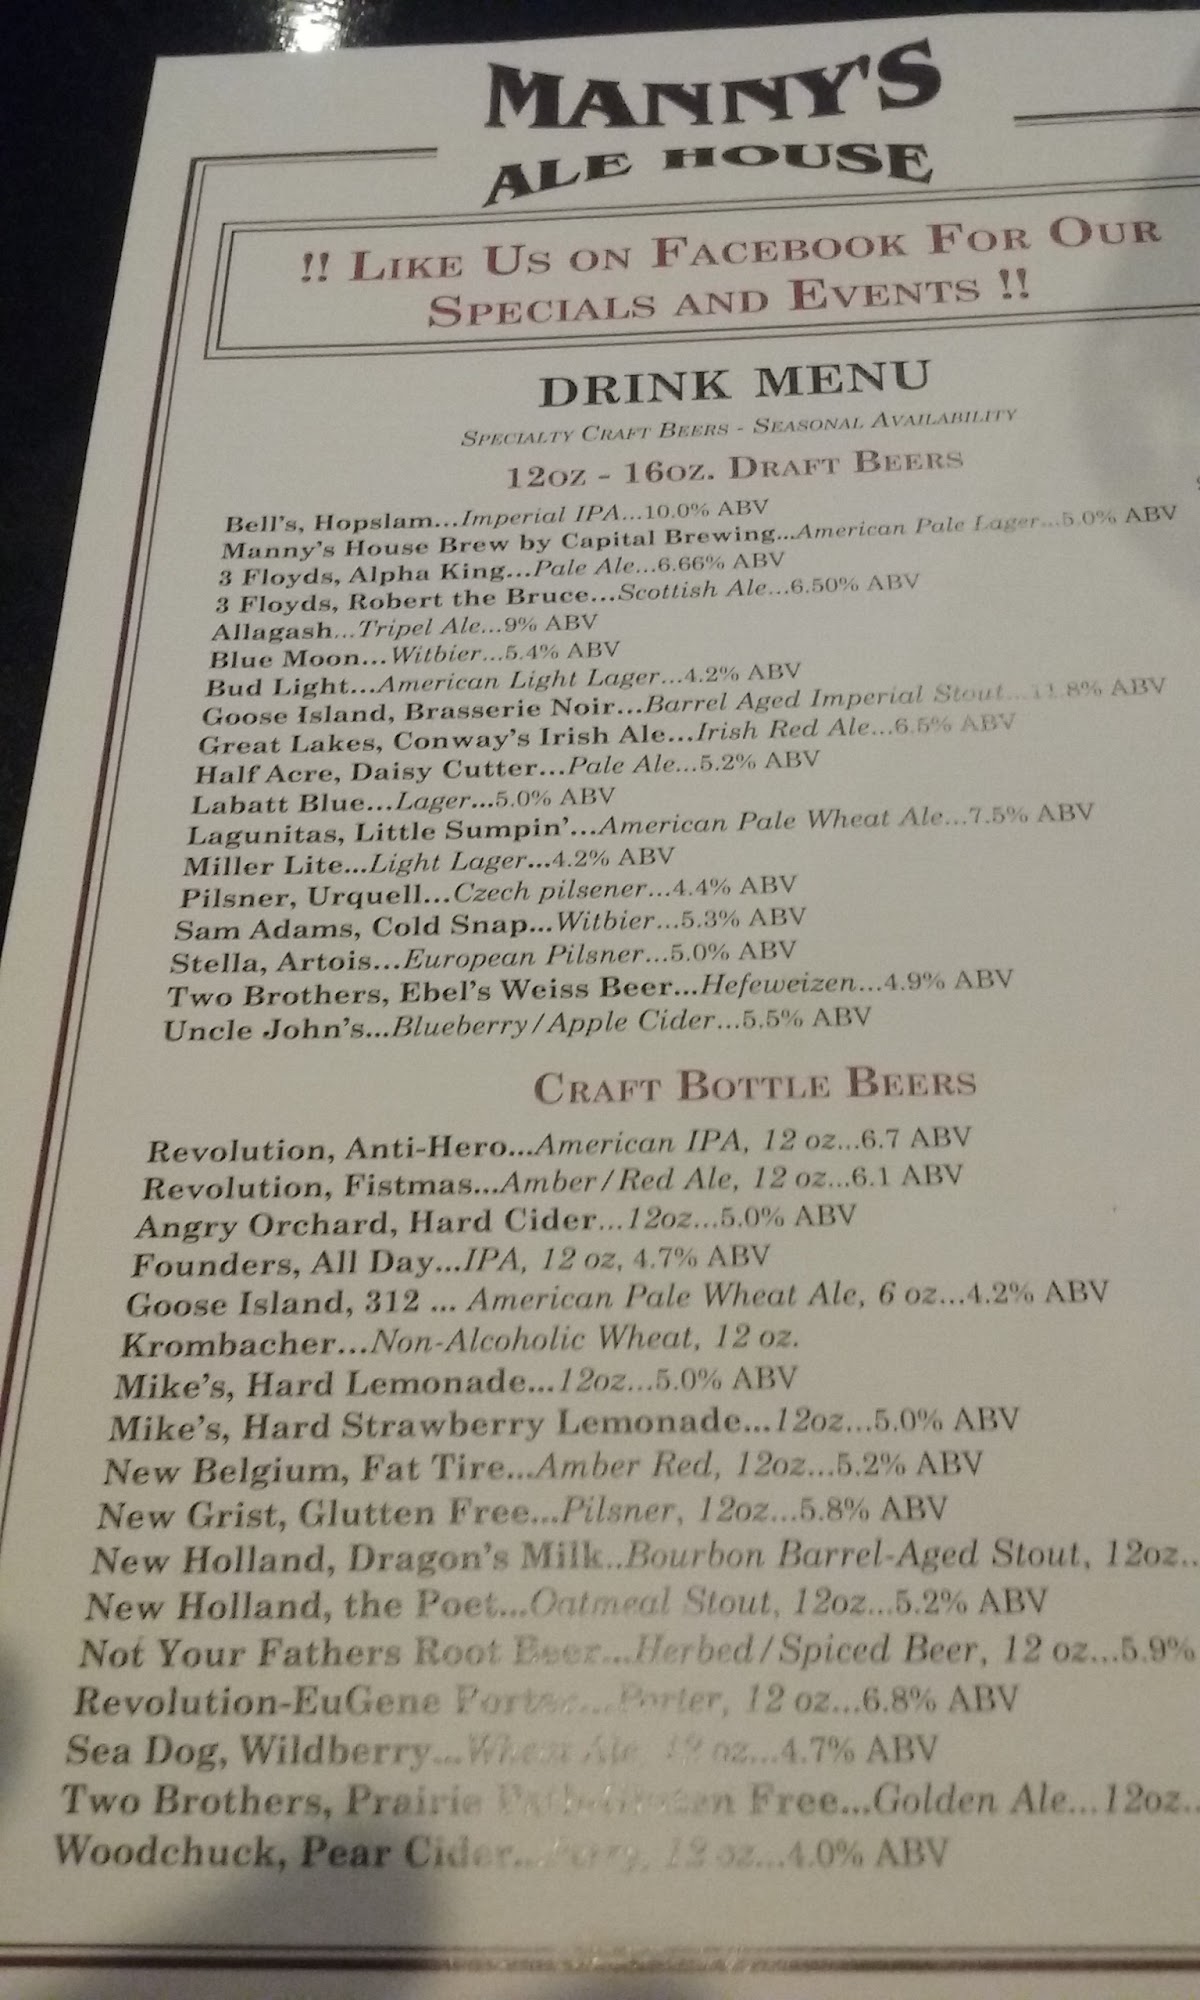 MANNY'S
ALE HOUSE
!! LIKE US ON FACEBOOK FOR OUR
SPECIALS AND EVENTS !!
DRINK MENU
SPECIALTY CRAFT BEERS - SEASONAL AVAILABILITY
12OZ - 16OZ. DRAFT BEERS
Bell's, Hopslam...Imperial IPA...10.0% ABV
Manny's House Brew by Capital Brewing...American Pale Lager...5.0% ABV
3 Floyds, Alpha King...Pale Ale...6.66% ABV
3 Floyds, Robert the Bruce...Scottish Ale...6.50% ABV
Allagash...Tripel Ale...9% ABV
Blue Moon...Witbier...5.4% ABV
Bud Light...American Light Lager...4.2% ABV
Goose Island, Brasserie Noir...Barrel Aged Imperial Stout...11.8% ABV
Great Lakes, Conway's Irish Ale...Irish Red Ale...6.5% ABV
Half Acre, Daisy Cutter...Pale Ale...5.2% ABV
Labatt Blue...Lager...5.0% ABV
Lagunitas, Little Sumpin'...American Pale Wheat Ale...7.5% ABV
Miller Lite...Light Lager...4.2% ABV
Pilsner, Urquell...Czech pilsener...4.4% ABV
Sam Adams, Cold Snap...Witbier...5.3% ABV
Stella, Artois...European Pilsner...5.0% ABV
Two Brothers, Ebel's Weiss Beer...Hefeweizen...4.9% ABV
Uncle John's...Blueberry/Apple Cider...5.5% ABV
CRAFT BOTTLE BEERS
Revolution, Anti-Hero...American IPA, 12 oz...6.7 ABV
Revolution, Fistmas...Amber/Red Ale, 12 oz...6.1 ABV
Angry Orchard, Hard Cider...12oz...5.0% ABV
Founders, All Day...IPA, 12 oz, 4.7% ABV
Goose Island, 312 ... American Pale Wheat Ale, 6 oz...4.2% ABV
Krombacher...Non-Alcoholic Wheat, 12 oz.
Mike's, Hard Lemonade...12oz...5.0% ABV
Mike's, Hard Strawberry Lemonade...12oz...5.0% ABV
New Belgium, Fat Tire...Amber Red, 12oz...5.2% ABV
New Grist, Glutten Free...Pilsner, 12oz...5.8% ABV
New Holland, Dragon's Milk..Bourbon Barrel-Aged Stout, 12oz..
New Holland, the Poet...Oatmeal Stout, 12oz...5.2% ABV
Not Your Fathers Root Beer...Herbed/Spiced Beer, 12 oz...5.9%
Revolution-EuGene Porter...Porter, 12 oz...6.8% ABV
Sea Dog, Wildberry...Wheat Ale, 12 oz...4.7% ABV
Two Brothers, Prairie Free...Golden Ale...12oz..
Woodchuck, Pear Cider...Perry, 12 oz...4.0% ABV